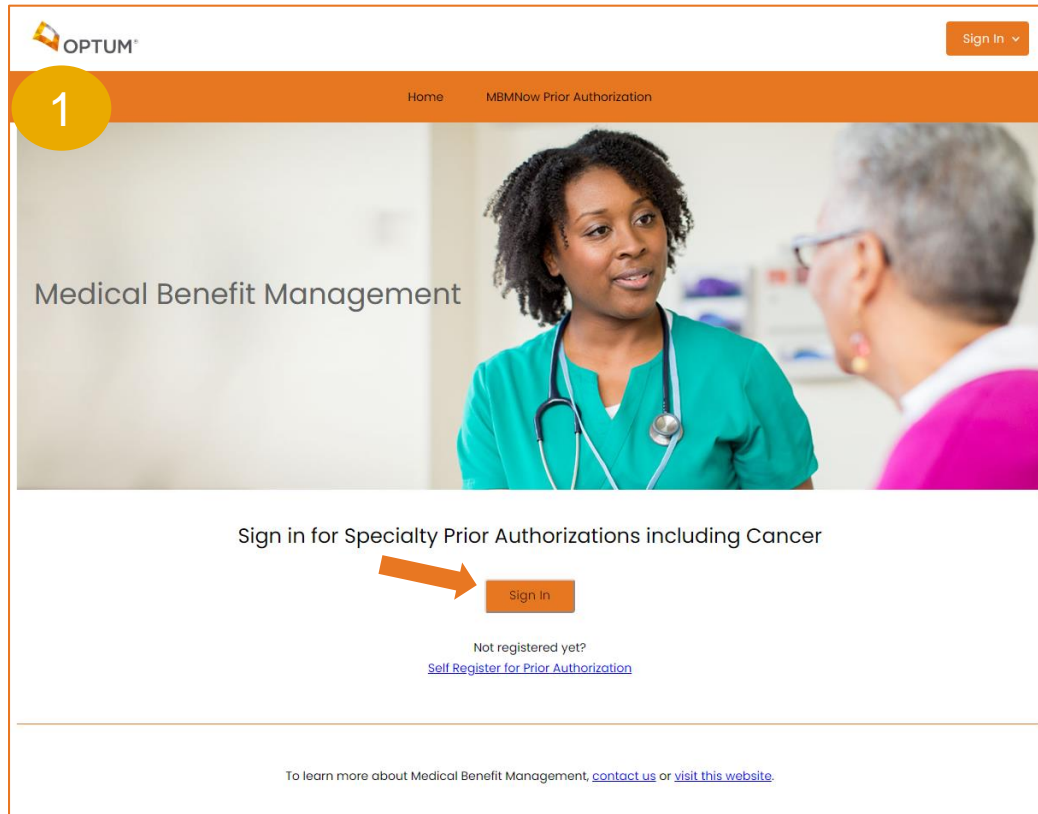 OPTUM®
Sign In
1
Home MBMNow Prior Authorization
Medical Benefit Management
Sign in for Specialty Prior Authorizations including Cancer
Sign In
Not registered yet?
Self Register for Prior Authorization
To learn more about Medical Benefit Management, contact us or visit this website.